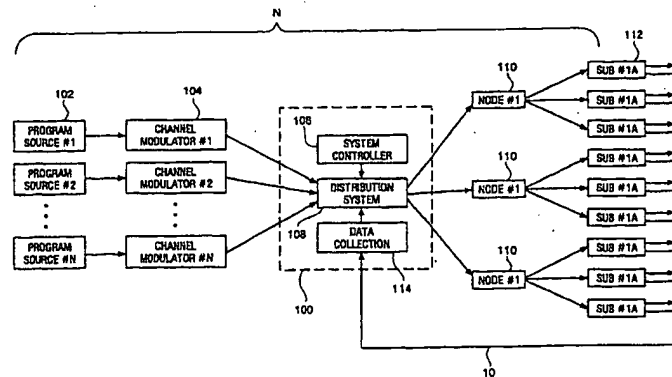 N
102
PROGRAM
SOURCE #1
104
CHANNEL
MODULATOR #1
PROGRAM
SOURCE #2
CHANNEL
MODULATOR #2
PROGRAM
SOURCE #N
CHANNEL
MODULATOR #N
108
SYSTEM
CONTROLLER
DISTRIBUTION
SYSTEM
108
DATA
COLLECTION
114
100
110
NODE #1
110
NODE #1
110
NODE #1
112
SUB #1A
SUB #1A
SUB #1A
SUB #1A
SUB #1A
SUB #1A
SUB #1A
SUB #1A
SUB #1A
10